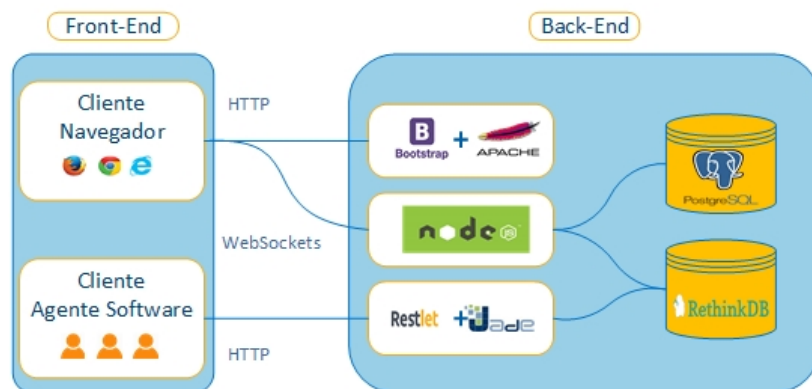 Front-End
Back-End
Cliente
Navegador
HTTP
B
Bootstrap
+
APACHE
PostgreSQL
node
JS
WebSockets
Cliente
Agente Software
HTTP
Restlet
+Jade
RethinkDB